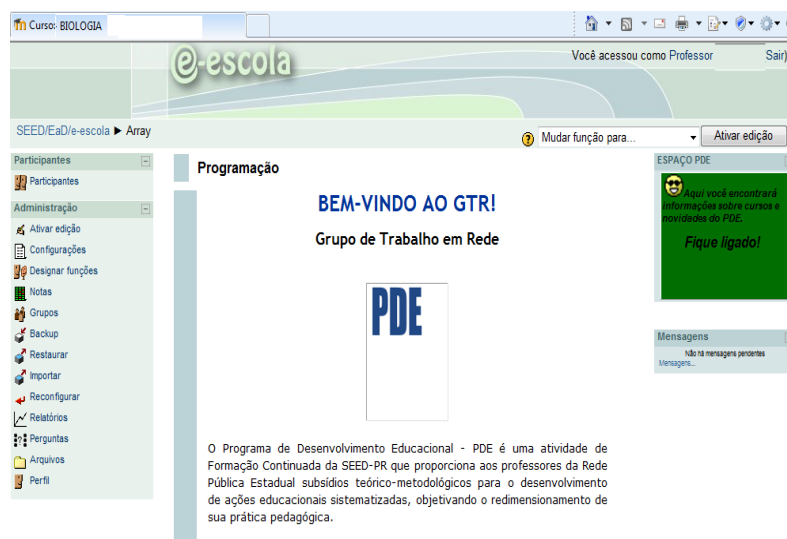 Curso: BIOLOGIA
e-escola
Você acessou como Professor Sair)
SEED/EaD/e-escola ► Array
Mudar função para...
Ativar edição
Participantes
Participantes
Administração
Ativar edição
Configurações
Designar funções
Notas
Grupos
Backup
Restaurar
Importar
Reconfigurar
Relatórios
Perguntas
Arquivos
Perfil
Programação
BEM-VINDO AO GTR!
Grupo de Trabalho em Rede
PDE
O Programa de Desenvolvimento Educacional - PDE é uma atividade de
Formação Continuada da SEED-PR que proporciona aos professores da Rede
Pública Estadual subsídios teórico-metodológicos para o desenvolvimento
de ações educacionais sistematizadas, objetivando o redimensionamento de
sua prática pedagógica.
ESPAÇO PDE
Aqui você encontrará
informações sobre cursos e
novidades do PDE.
Fique ligado!
Mensagens
Não há mensagens pendentes
Mensagens...